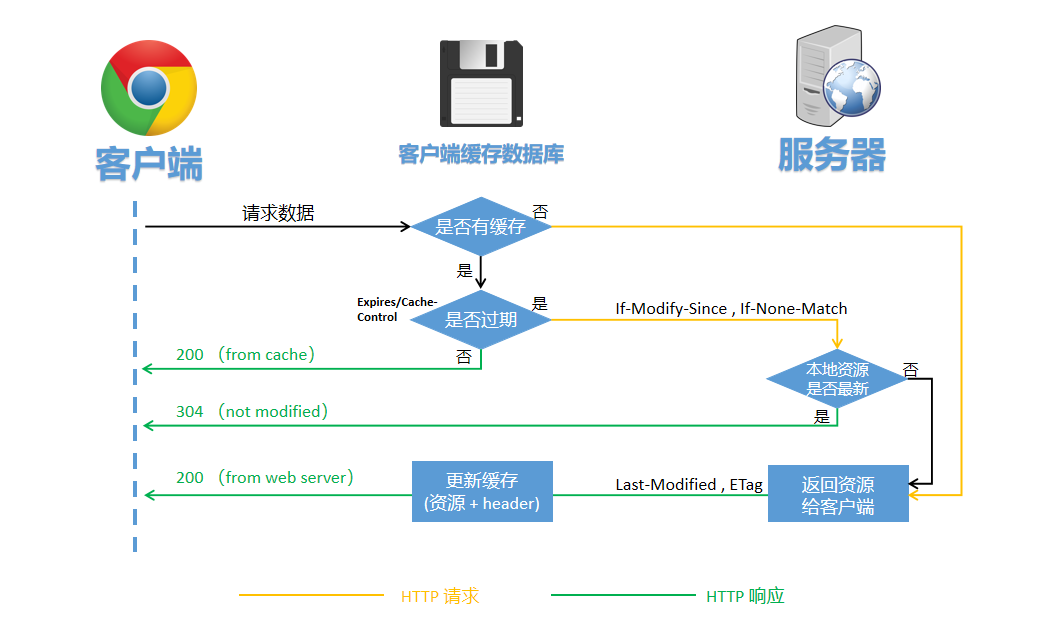 客户端
客户端缓存数据库
服务器
请求数据
是否有缓存
否
是
Expires/Cache-
Control
是否过期
是
If-Modify-Since , If-None-Match
否
200 （from cache）
本地资源
是否最新
否
304 （not modified）
是
200 （from web server）
更新缓存
(资源 + header)
Last-Modified , ETag
返回资源
给客户端
HTTP 请求
HTTP 响应